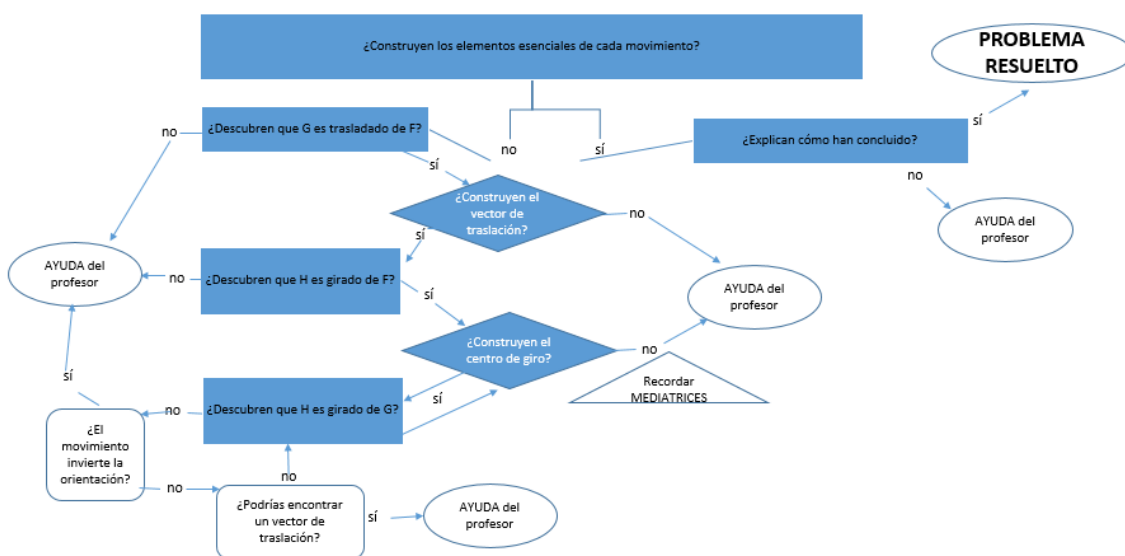 ¿Construyen los elementos esenciales de cada movimiento?
PROBLEMA
RESUELTO
no
¿Descubren que G es trasladado de F?
no
sí
¿Explican cómo han concluido?
sí
sí
no
¿Construyen el
vector de
traslación?
no
AYUDA del
profesor
sí
AYUDA del
profesor
no
¿Descubren que H es girado de F?
sí
AYUDA del
profesor
¿Construyen el
centro de giro?
no
Recordar
MEDIATRICES
sí
¿Descubren que H es girado de G?
sí
no
¿El
movimiento
invierte la
orientación?
no
no
¿Podrías encontrar
un vector de
traslación?
sí
AYUDA del
profesor